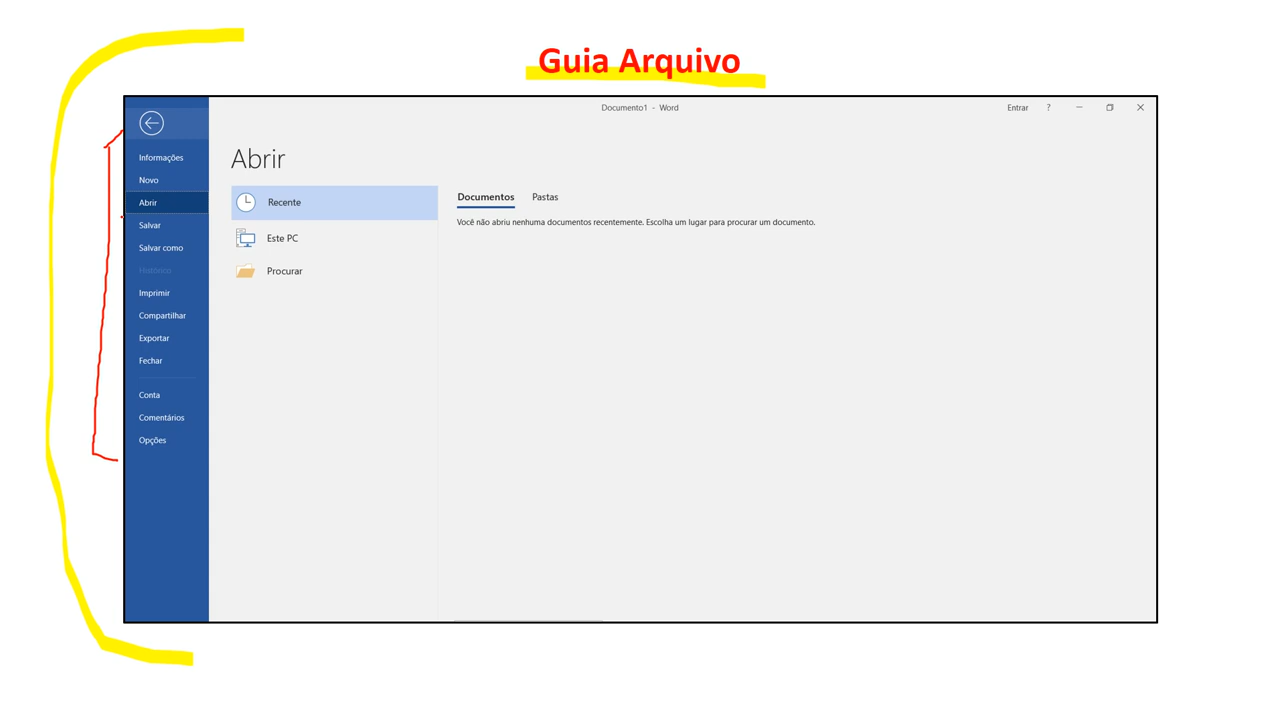 Guia Arquivo
Documento1 - Word
Entrar ?
Informações
Novo
Abrir
Salvar
Salvar como
Histórico
Imprimir
Compartilhar
Exportar
Fechar
Conta
Comentários
Opções
Abrir
Recente
Este PC
Procurar
Documentos Pastas
Você não abriu nenhuma documentos recentemente. Escolha um lugar para procurar um documento.